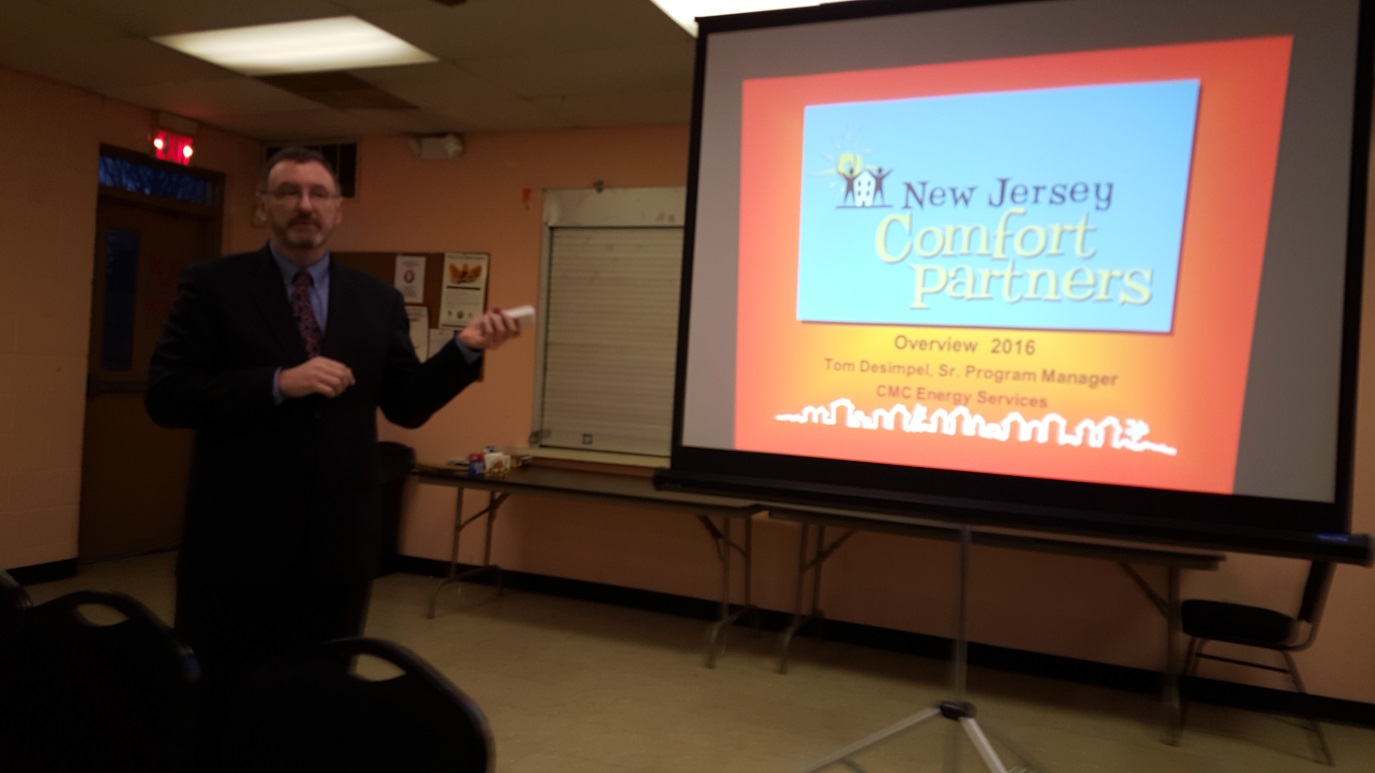 New Jersey
Comfort
Partners
Overview 2016
Tom Desimpel, Sr. Program Manager
CMC Energy Services